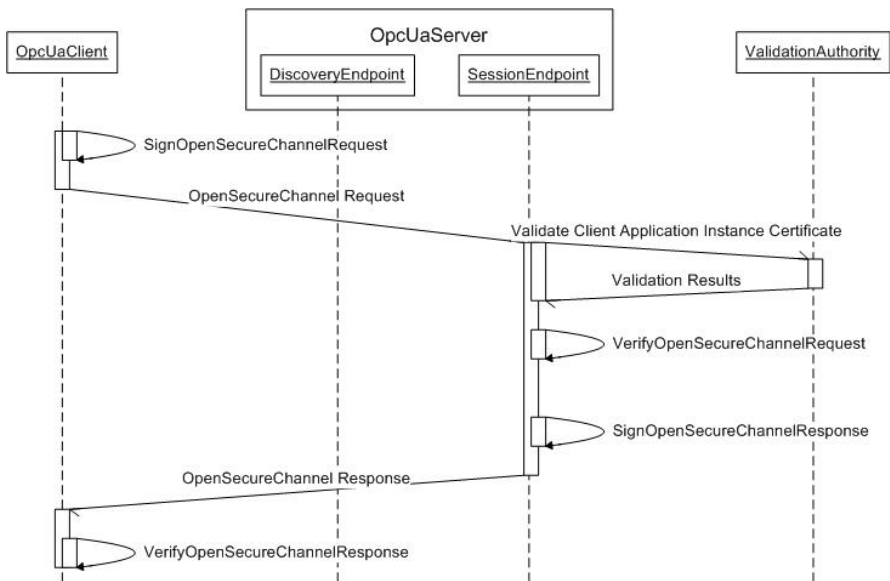 OpcUaServer
OpcUaClient
DiscoveryEndpoint
SessionEndpoint
ValidationAuthority
SignOpenSecureChannelRequest
OpenSecureChannel Request
Validate Client Application Instance Certificate
Validation Results
VerifyOpenSecureChannelRequest
SignOpenSecureChannelResponse
OpenSecureChannel Response
VerifyOpenSecureChannelResponse